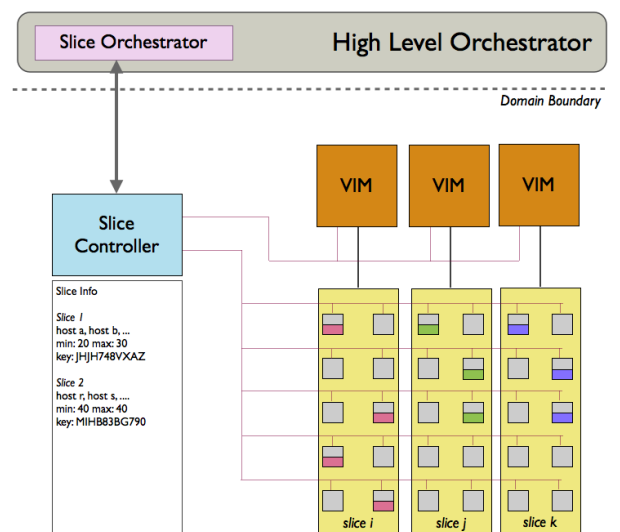 Slice Orchestrator
High Level Orchestrator
Domain Boundary
VIM
VIM
VIM
Slice
Controller
Slice Info
Slice 1
host a, host b, ...
min: 20 max: 30
key: JHJH748VXAZ
Slice 2
host r, host s, ...
min: 40 max: 40
key: MIHB83BG790
slice i
slice j
slice k